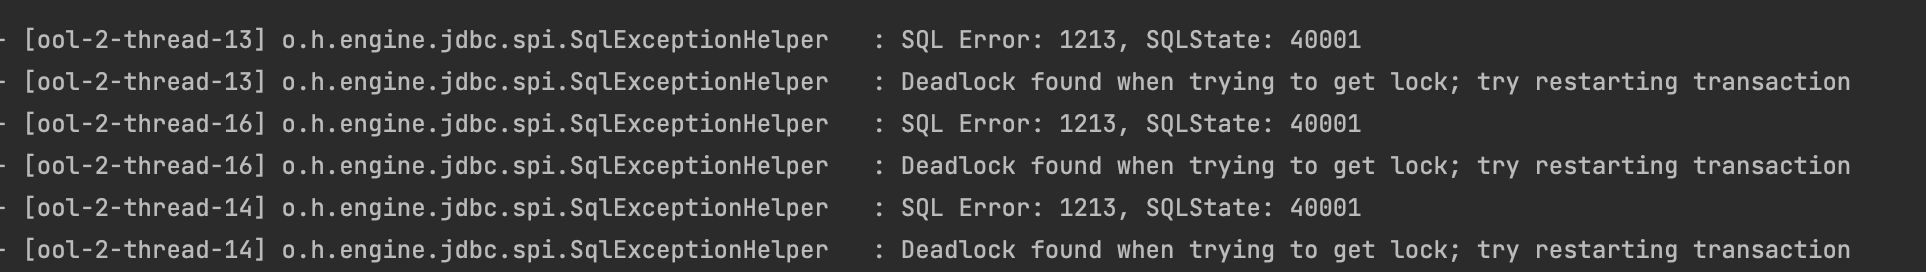 - [ool-2-thread-13] o.h.engine.jdbc.spi.SqlExceptionHelper   : SQL Error: 1213, SQLState: 40001
- [ool-2-thread-13] o.h.engine.jdbc.spi.SqlExceptionHelper   : Deadlock found when trying to get lock; try restarting transaction
- [ool-2-thread-16] o.h.engine.jdbc.spi.SqlExceptionHelper   : SQL Error: 1213, SQLState: 40001
- [ool-2-thread-16] o.h.engine.jdbc.spi.SqlExceptionHelper   : Deadlock found when trying to get lock; try restarting transaction
- [ool-2-thread-14] o.h.engine.jdbc.spi.SqlExceptionHelper   : SQL Error: 1213, SQLState: 40001
- [ool-2-thread-14] o.h.engine.jdbc.spi.SqlExceptionHelper   : Deadlock found when trying to get lock; try restarting transaction